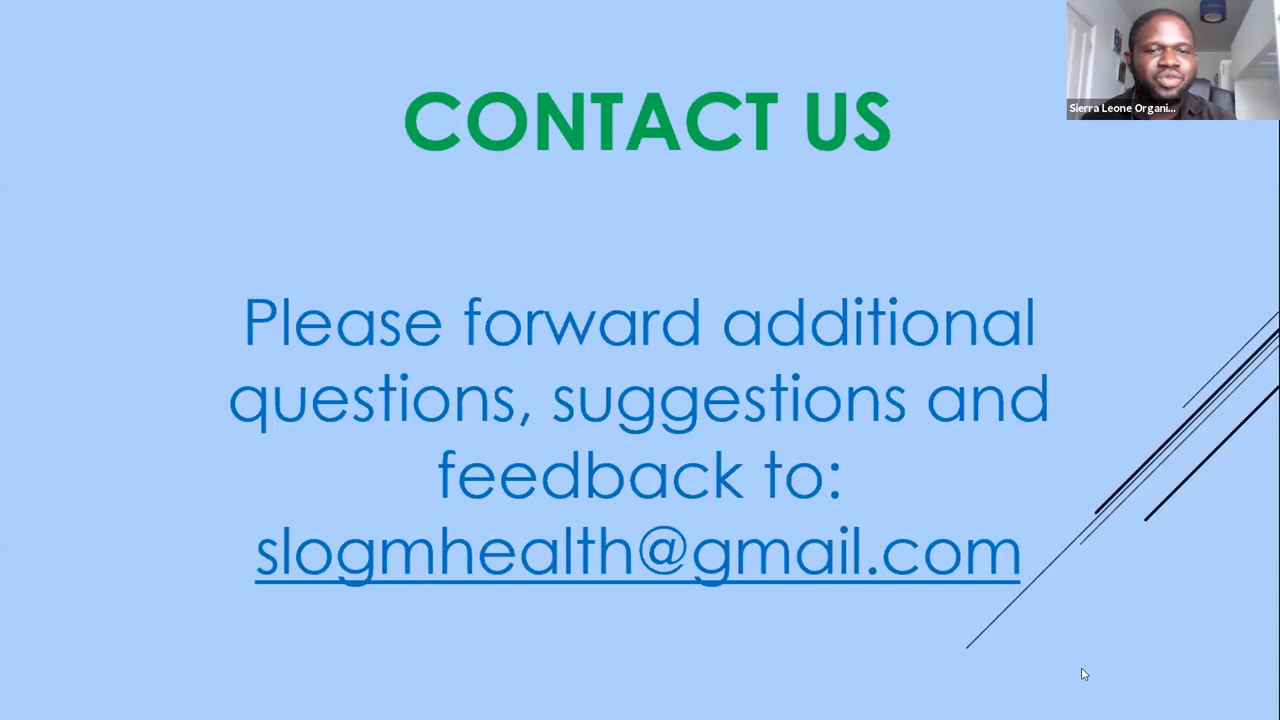 Sierra Leone Organi...
CONTACT US
Please forward additional
questions, suggestions and
feedback to:
slogmhealth@gmail.com